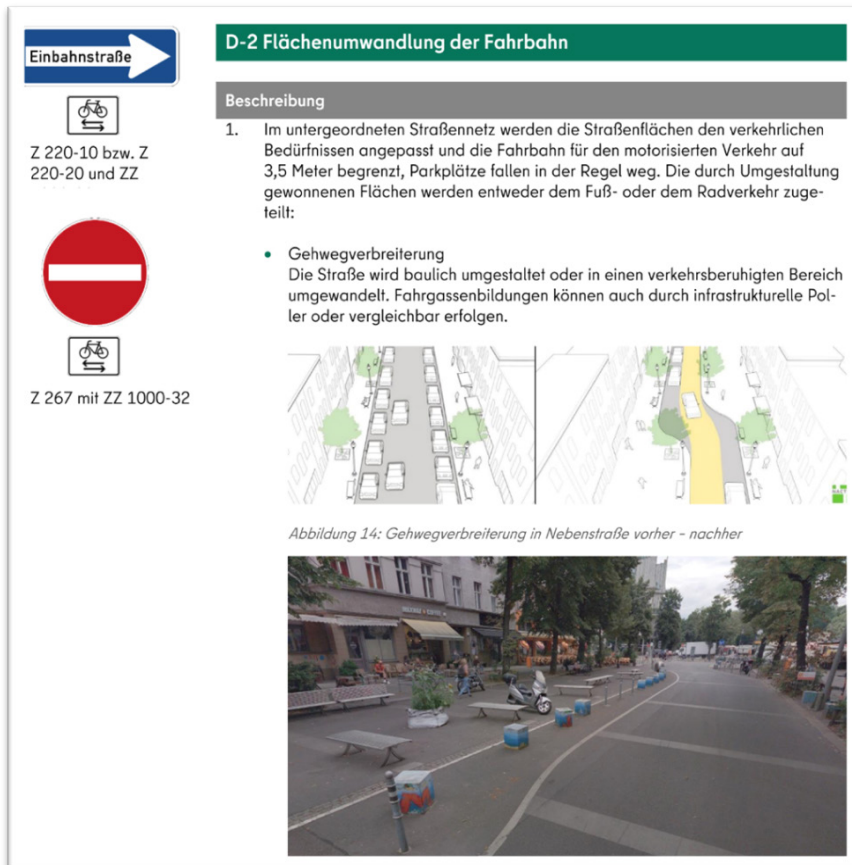 Einbahnstraße
Z 220-10 bzw. Z
220-20 und ZZ
Z 267 mit ZZ 1000-32
D-2 Flächenumwandlung der Fahrbahn
Beschreibung
1. Im untergeordneten Straßennetz werden die Straßenflächen den verkehrlichen
Bedürfnissen angepasst und die Fahrbahn für den motorisierten Verkehr auf
3,5 Meter begrenzt, Parkplätze fallen in der Regel weg. Die durch Umgestaltung
gewonnenen Flächen werden entweder dem Fuß- oder dem Radverkehr zuge-
teilt:
• Gehwegverbreiterung
Die Straße wird baulich umgestaltet oder in einen verkehrsberuhigten Bereich
umgewandelt. Fahrgassenbildungen können auch durch infrastrukturelle Pol-
ler oder vergleichbar erfolgen.
Abbildung 14: Gehwegverbreiterung in Nebenstraße vorher - nachher